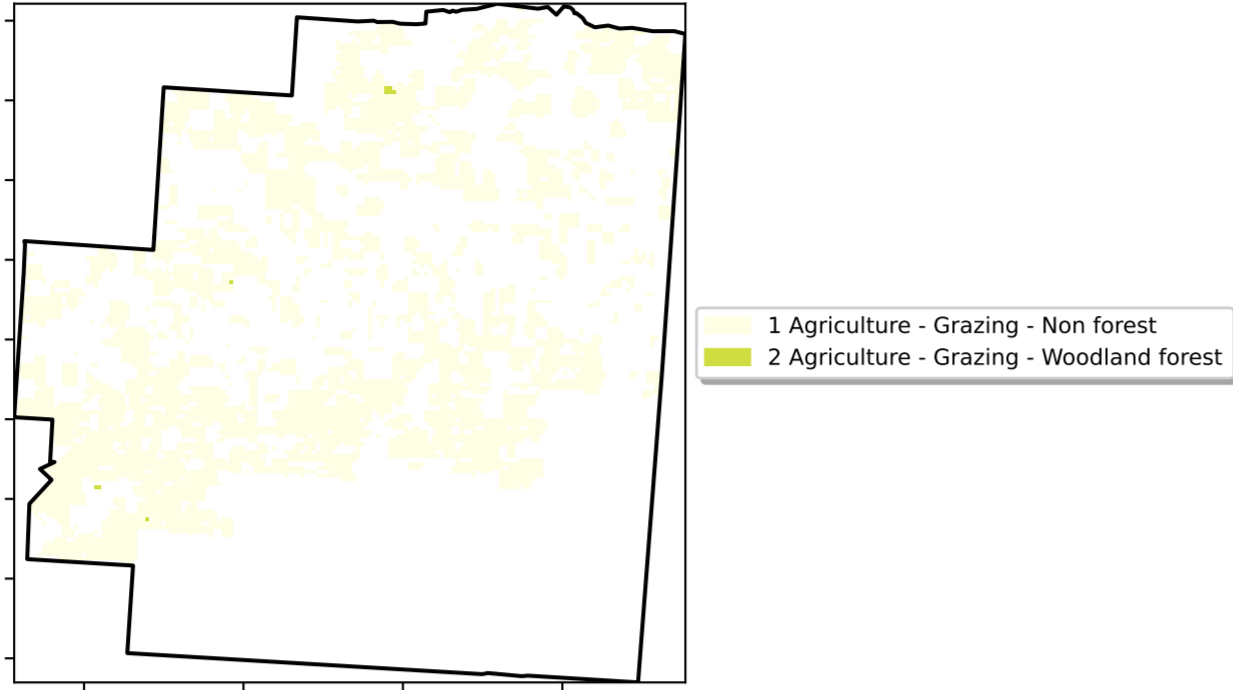 1 Agriculture - Grazing - Non forest
2 Agriculture - Grazing - Woodland forest